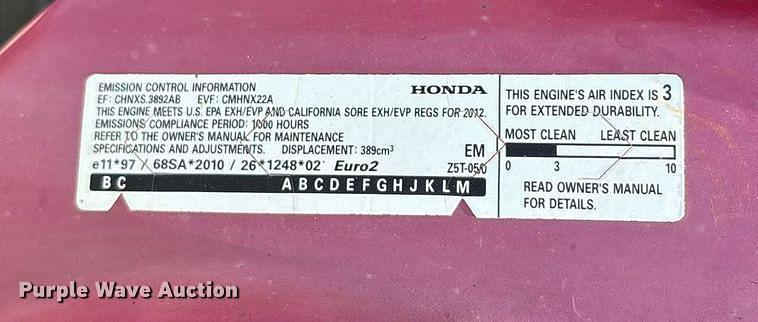 EMISSION CONTROL INFORMATION HONDA
EF: CHNXS.3892AB EVF: CMHNX22A
THIS ENGINE MEETS U.S. EPA EXH/EVP AND CALIFORNIA SORE EXH/EVP REGS FOR 2012.
EMISSIONS COMPLIANCE PERIOD: 1000 HOURS
REFER TO THE OWNER'S MANUAL FOR MAINTENANCE
SPECIFICATIONS AND ADJUSTMENTS. DISPLACEMENT: 389cm³ EM
e11*97 / 68SA*2010 / 26*1248*02 Euro2 Z5T-050
B C A B C D E F G H J K L M
THIS ENGINE'S AIR INDEX IS 3
FOR EXTENDED DURABILITY.
MOST CLEAN LEAST CLEAN
0 3 10
READ OWNER'S MANUAL
FOR DETAILS.
Purple Wave Auction